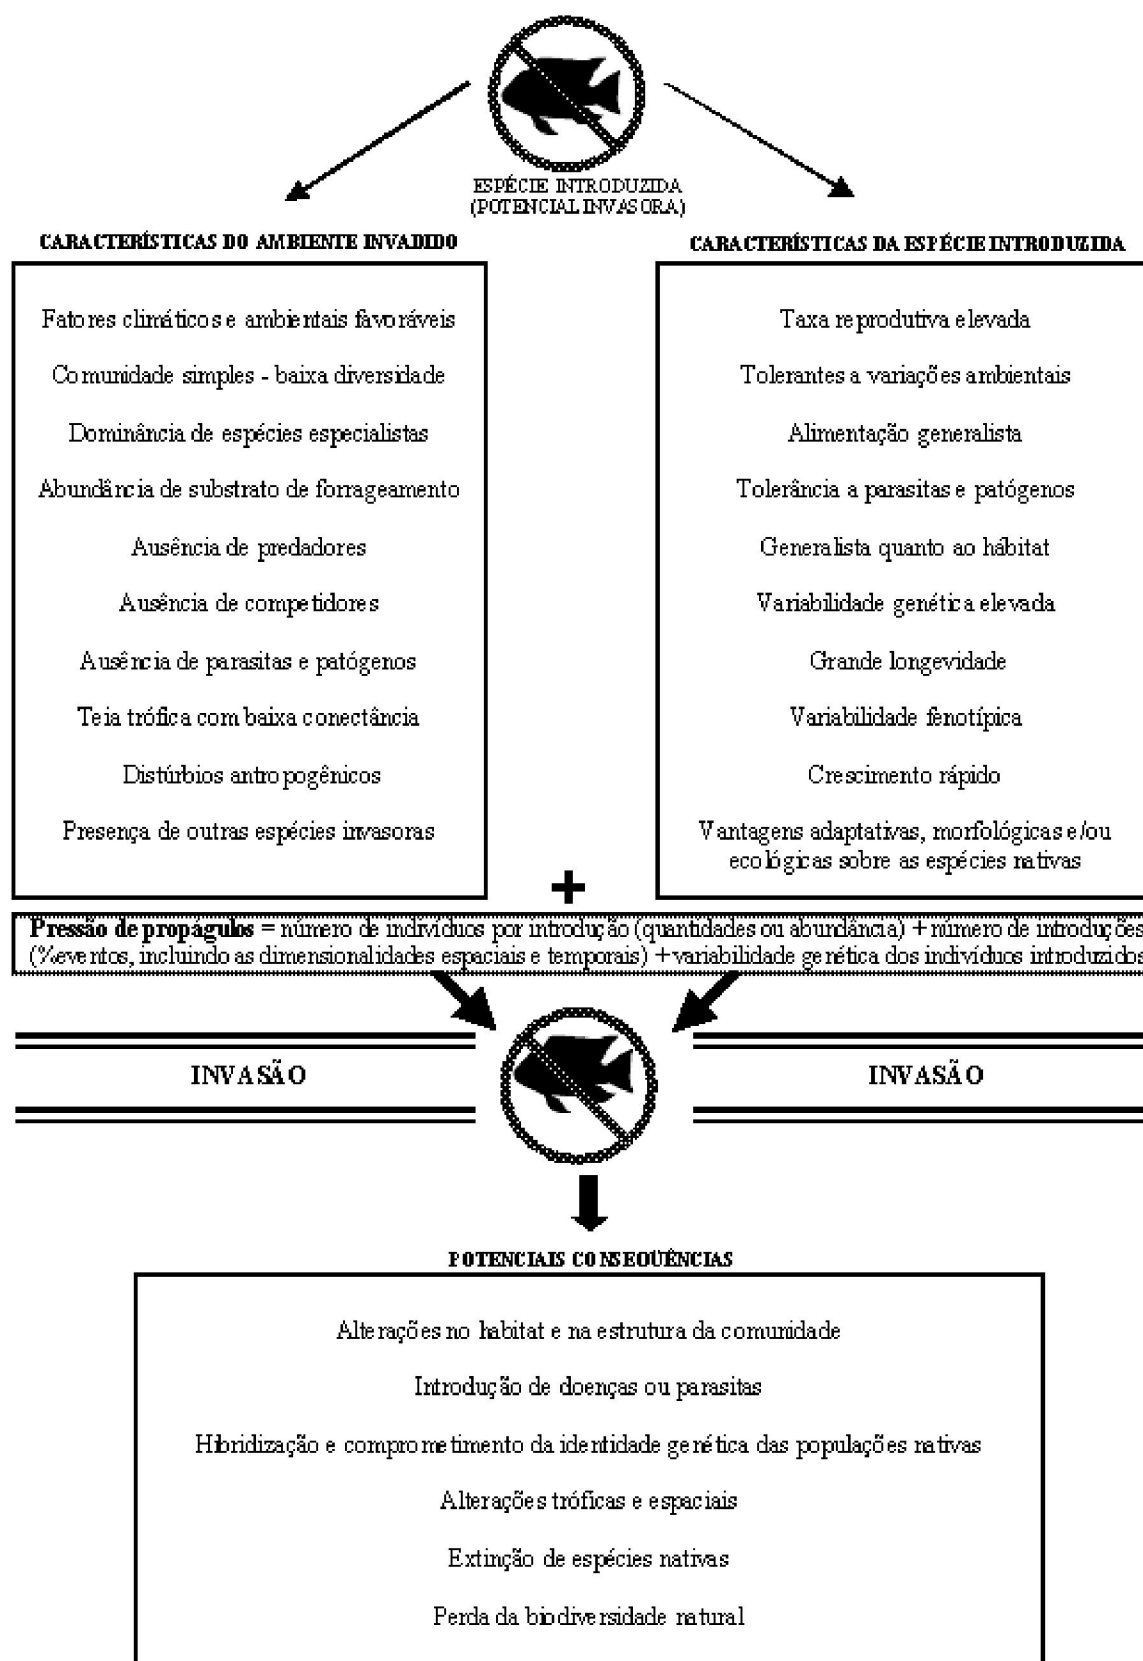 ESPÉCIE INTRODUZIDA
(POTENCIAL INVASORA)
CARACTERÍSTICAS DO AMBIENTE INVADIDO
Fatores climáticos e ambientais favoráveis
Comunidade simples - baixa diversidade
Dominância de espécies especialistas
Abundância de substrato de forrageamento
Ausência de predadores
Ausência de competidores
Ausência de parasitas e patógenos
Teia trófica com baixa conectância
Distúrbios antropogênicos
Presença de outras espécies invasoras
CARACTERÍSTICAS DA ESPÉCIE INTRODUZIDA
Taxa reprodutiva elevada
Tolerantes a variações ambientais
Alimentação generalista
Tolerância a parasitas e patógenos
Generalista quanto ao hábitat
Variabilidade genética elevada
Grande longevidade
Variabilidade fenotípica
Crescimento rápido
Vantagens adaptativas, morfológicas e/ou
ecológicas sobre as espécies nativas
+
Pressão de propágulos = número de indivíduos por introdução (quantidades ou abundância) + número de introduções
(%eventos, incluindo as dimensionalidades espaciais e temporais) + variabilidade genética dos indivíduos introduzidos
INVASÃO
INVASÃO
POTENCIAIS CONSEQÜÊNCIAS
Alterações no habitat e na estrutura da comunidade
Introdução de doenças ou parasitas
Hibridização e comprometimento da identidade genética das populações nativas
Alterações tróficas e espaciais
Extinção de espécies nativas
Perda da biodiversidade natural